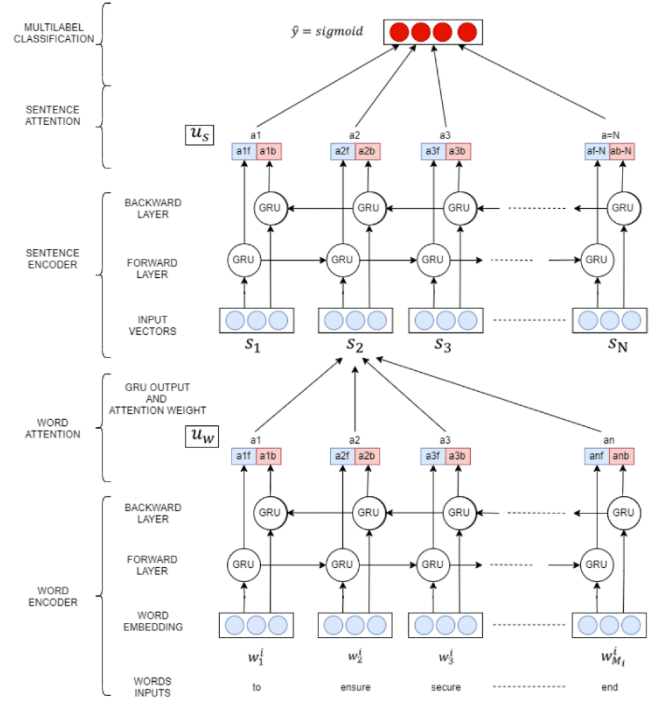 MULTILABEL
CLASSIFICATION
ŷ = sigmoid
SENTENCE
ATTENTION
u_s
a1 a2 a3 a=N
a1f a1b a2f a2b a3f a3b af-N ab-N
SENTENCE
ENCODER
BACKWARD
LAYER
GRU GRU GRU GRU
FORWARD
LAYER
GRU GRU GRU GRU
INPUT
VECTORS
S_1 S_2 S_3 S_N
WORD
ATTENTION
GRU OUTPUT
AND
ATTENTION WEIGHT
u_w
a1 a2 a3 an
a1f a1b a2f a2b a3f a3b anf anb
WORD
ENCODER
BACKWARD
LAYER
GRU GRU GRU GRU
FORWARD
LAYER
GRU GRU GRU GRU
WORD
EMBEDDING
w_1^i w_2^i w_3^i w_{M_i}^i
WORDS
INPUTS
to ensure secure end